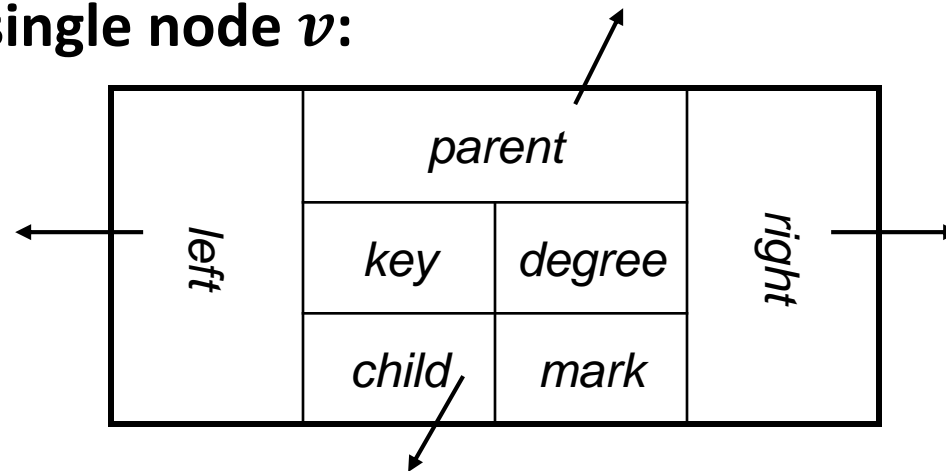 single node v:
parent
left
key
degree
right
child
mark